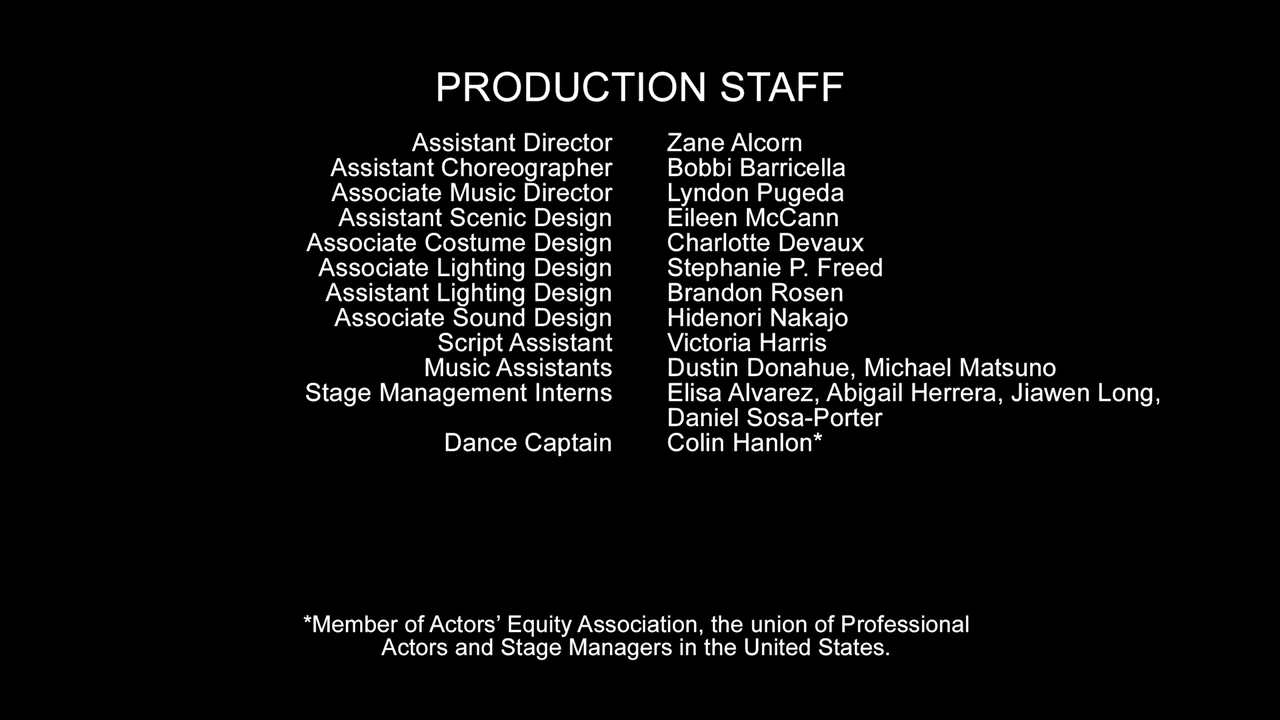 PRODUCTION STAFF
Assistant Director Zane Alcorn
Assistant Choreographer Bobbi Barricella
Associate Music Director Lyndon Pugeda
Assistant Scenic Design Eileen McCann
Associate Costume Design Charlotte Devaux
Associate Lighting Design Stephanie P. Freed
Assistant Lighting Design Brandon Rosen
Associate Sound Design Hidenori Nakajo
Script Assistant Victoria Harris
Music Assistants Dustin Donahue, Michael Matsuno
Stage Management Interns Elisa Alvarez, Abigail Herrera, Jiawen Long,
Daniel Sosa-Porter
Dance Captain Colin Hanlon*
*Member of Actors’ Equity Association, the union of Professional
Actors and Stage Managers in the United States.